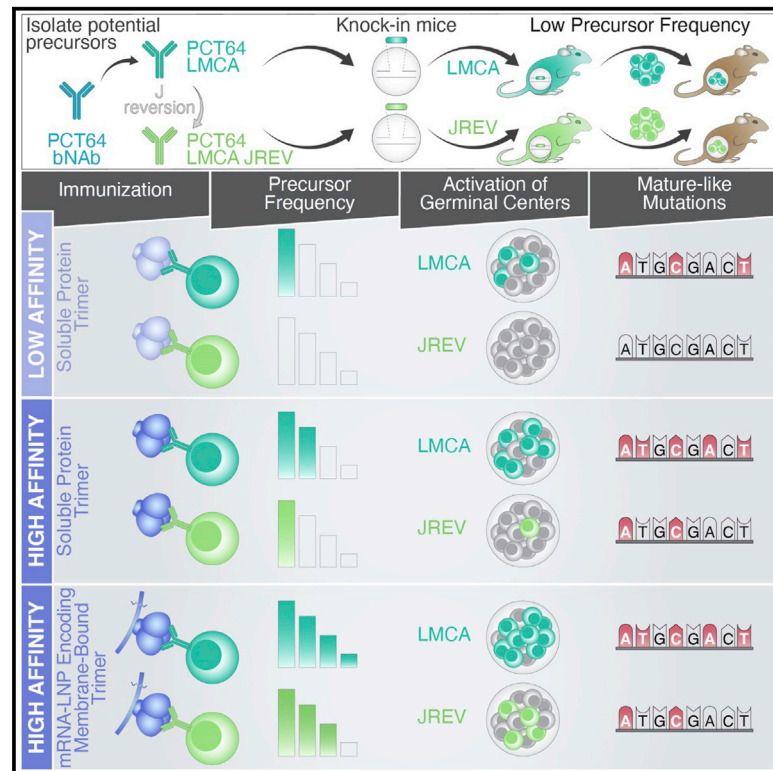 Isolate potential
precursors
PCT64
LMCA
J
reversion
PCT64
bNAb
PCT64
LMCA JREV
Knock-in mice
LMCA
JREV
Low Precursor Frequency
Immunization
Precursor
Frequency
Activation of
Germinal Centers
Mature-like
Mutations
LOW AFFINITY
Soluble Protein
Trimer
LMCA
ATGCGACT
JREV
ATGCGACT
HIGH AFFINITY
Soluble Protein
Trimer
LMCA
ATGCGACT
JREV
ATGCGACT
HIGH AFFINITY
mRNA-LNP Encoding
Membrane-Bound
Trimer
LMCA
ATGCGACT
JREV
ATGCGACT